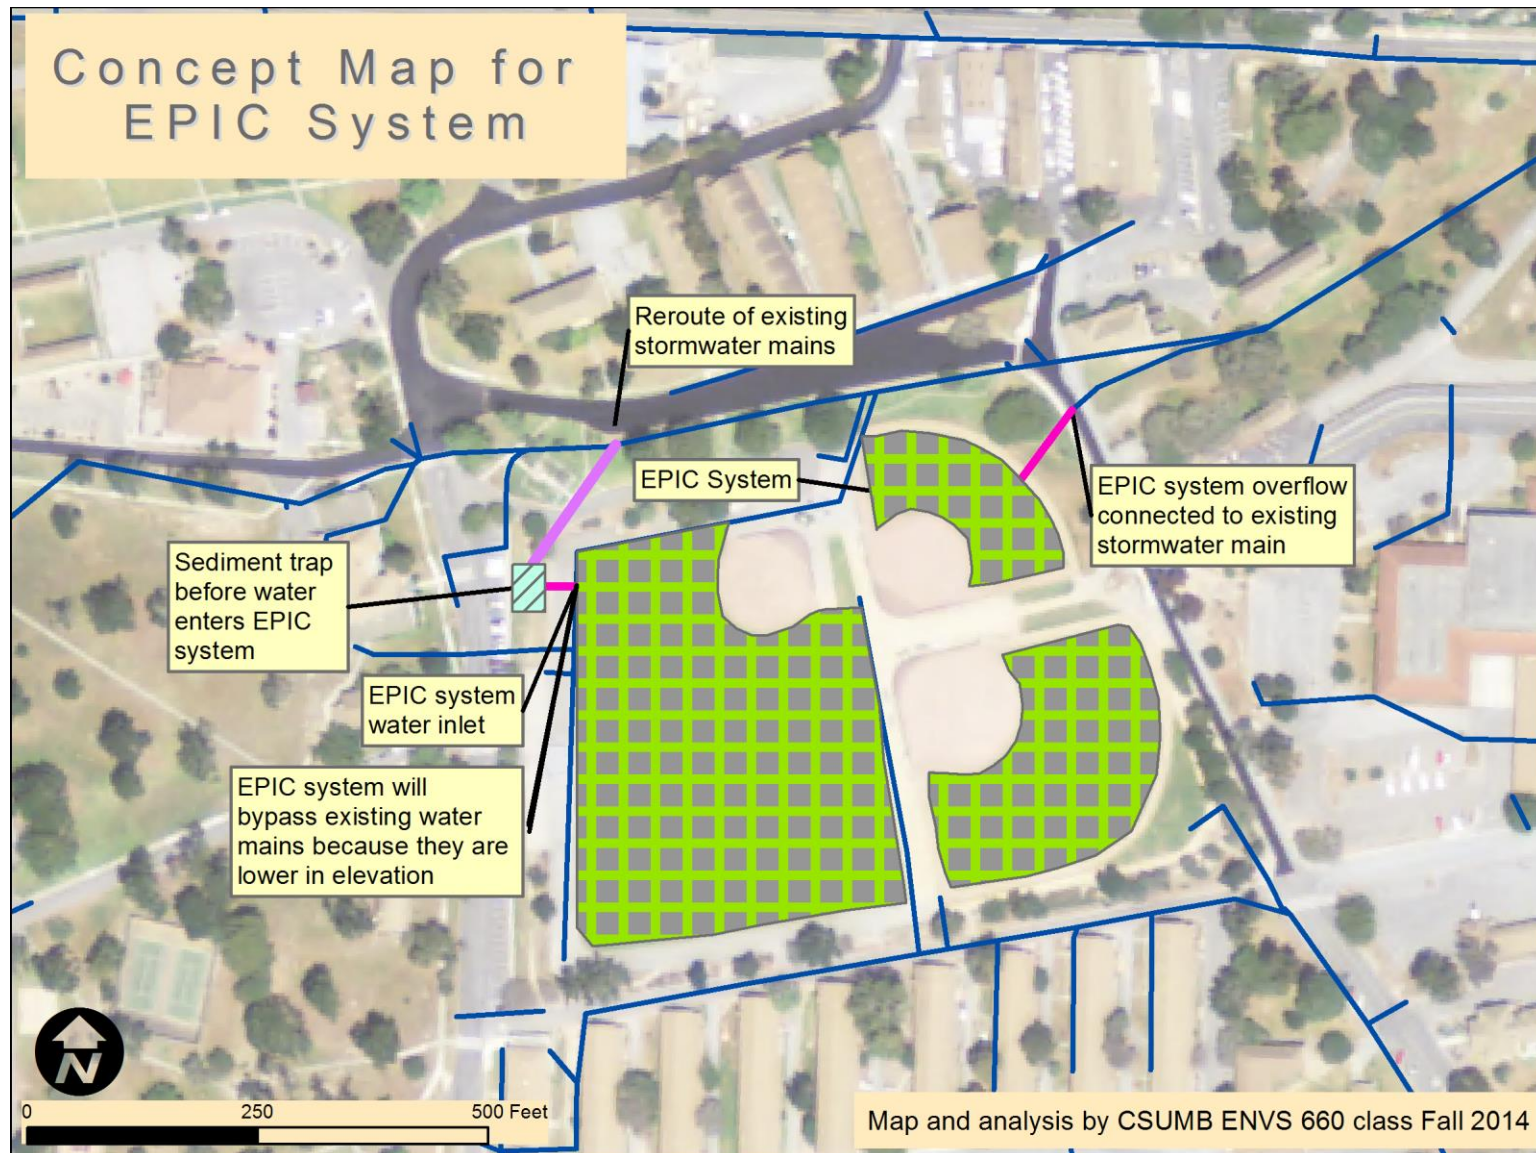 Concept Map for
EPIC System
Reroute of existing
stormwater mains
EPIC System
EPIC system overflow
connected to existing
stormwater main
Sediment trap
before water
enters EPIC
system
EPIC system
water inlet
EPIC system will
bypass existing water
mains because they are
lower in elevation
N
0 250 500 Feet
Map and analysis by CSUMB ENVS 660 class Fall 2014